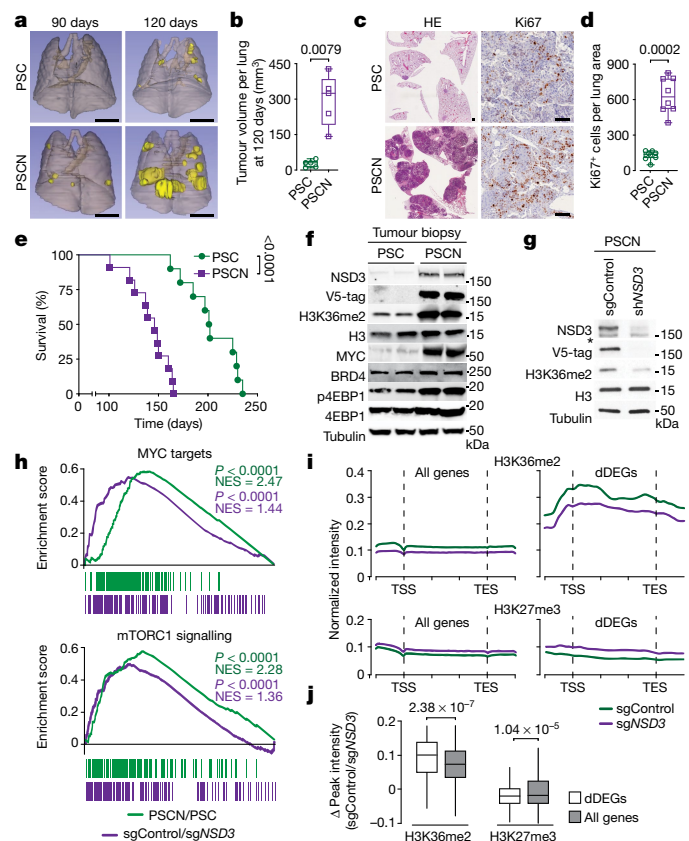 a
90 days
120 days
PSC
PSCN
b
Tumour volume per lung
at 120 days (mm³)
450
300
150
0
0.0079
PSC
PSCN
c
HE
Ki67
PSC
PSCN
d
Ki67⁺ cells per lung area
900
600
300
0
0.0002
PSC
PSCN
e
Survival (%)
100
75
50
25
0
0
100
150
200
250
Time (days)
PSC
PSCN
<0.0001
f
Tumour biopsy
PSC
PSCN
NSD3
150
V5-tag
150
H3K36me2
15
H3
15
MYC
50
BRD4
250
p4EBP1
20
4EBP1
20
Tubulin
50
kDa
g
PSCN
sgControl
shNSD3
NSD3
150
*
V5-tag
150
H3K36me2
15
H3
15
Tubulin
50
kDa
h
MYC targets
Enrichment score
0.6
0.4
0.2
0
P < 0.0001
NES = 2.47
P < 0.0001
NES = 1.44
mTORC1 signalling
Enrichment score
0.6
0.4
0.2
0
P < 0.0001
NES = 2.28
P < 0.0001
NES = 1.36
PSCN/PSC
sgControl/sgNSD3
i
H3K36me2
All genes
dDEGs
Normalized intensity
0.4
0.3
0.2
0.1
0
TSS
TES
TSS
TES
H3K27me3
All genes
dDEGs
0.2
0.1
0
TSS
TES
TSS
TES
sgControl
sgNSD3
j
Δ Peak intensity
(sgControl/sgNSD3)
0.2
0.1
0
−0.1
2.38 × 10⁻⁷
1.04 × 10⁻⁵
H3K36me2
H3K27me3
dDEGs
All genes